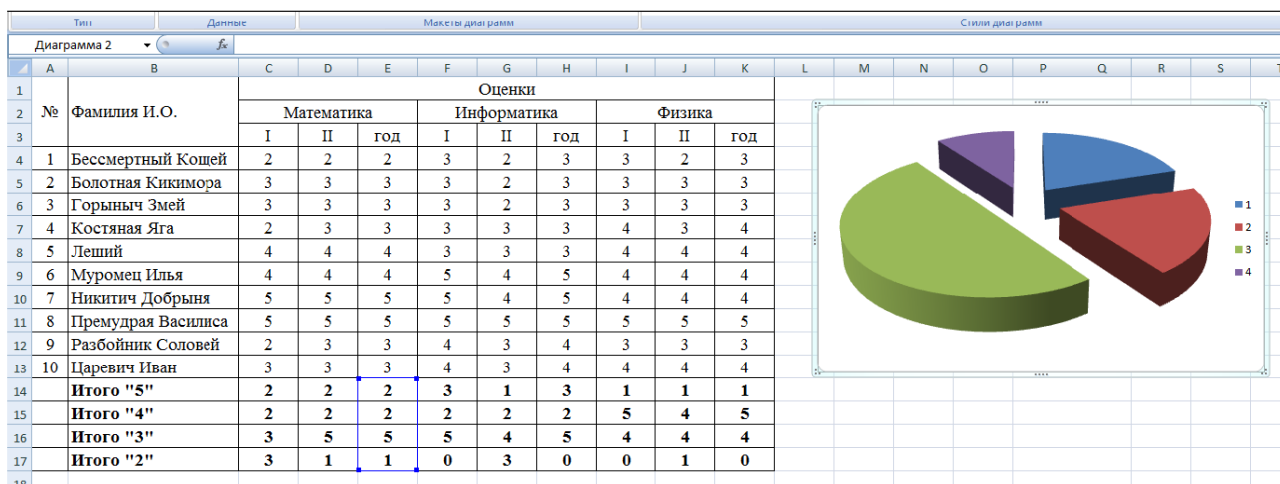 Тип Данные Макеты диаграмм Стили диаграмм
Диаграмма 2 fx
A B C D E F G H I J K L M N O P Q R S T
1 № Фамилия И.О. Оценки
2 Математика Информатика Физика
3 I II год I II год I II год
4 1 Бессмертный Кощей 2 2 2 3 2 3 3 2 3
5 2 Болотная Кикимора 3 3 3 3 2 3 3 3 3
6 3 Горыныч Змей 3 3 3 3 2 3 3 3 3
7 4 Костяная Яга 2 3 3 3 3 3 4 3 4
8 5 Леший 4 4 4 3 3 3 4 4 4
9 6 Муромец Илья 4 4 4 5 4 5 4 4 4
10 7 Никитич Добрыня 5 5 5 5 4 5 4 4 4
11 8 Премудрая Василиса 5 5 5 5 5 5 5 5 5
12 9 Разбойник Соловей 2 3 3 4 3 4 3 3 3
13 10 Царевич Иван 3 3 3 4 3 4 4 4 4
14 Итого "5" 2 2 2 3 1 3 1 1 1
15 Итого "4" 2 2 2 2 2 2 5 4 5
16 Итого "3" 3 5 5 5 4 5 4 4 4
17 Итого "2" 3 1 1 0 3 0 0 1 0
18
1
2
3
4